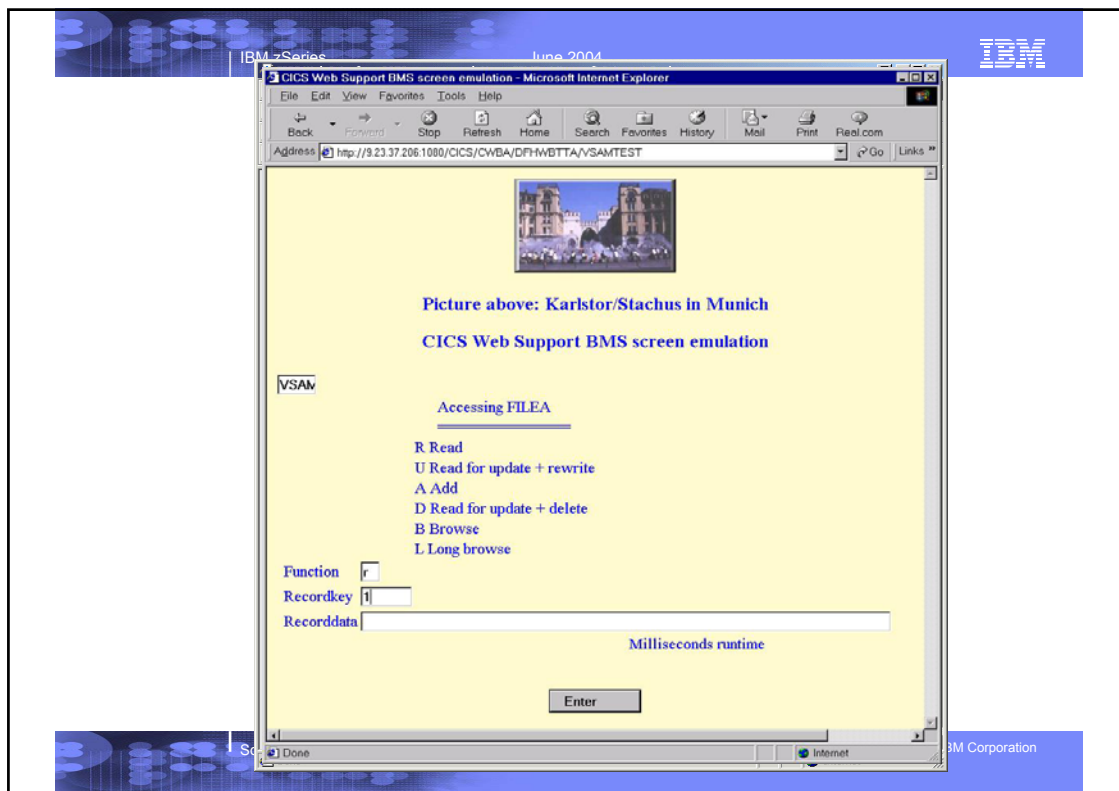 IBM zSeries June 2004 IBM
CICS Web Support BMS screen emulation - Microsoft Internet Explorer
File Edit View Favorites Tools Help
Back Forward Stop Refresh Home Search Favorites History Mail Print Real.com
Address http://9.23.37.206:1080/CICS/CWBA/DFHWBTTA/VSAMTEST Go Links »
Picture above: Karlstor/Stachus in Munich
CICS Web Support BMS screen emulation
VSAM
Accessing FILEA
R Read
U Read for update + rewrite
A Add
D Read for update + delete
B Browse
L Long browse
Function r
Recordkey 1
Recorddata
Milliseconds runtime
Enter
Done Internet
BM Corporation